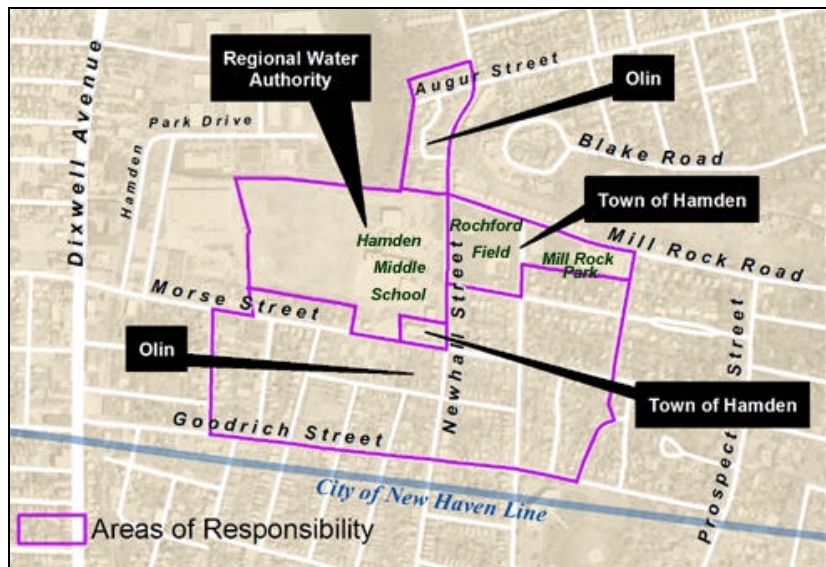 Regional Water
Authority
Augur Street
Olin
Dixwell Avenue
Park Drive
Hamden
Blake Road
Town of Hamden
Rochford
Field
Hamden
Middle
School
Mill Rock
Park
Mill Rock Road
Morse Street
Newhall Street
Prospect Street
Olin
Town of Hamden
Goodrich Street
City of New Haven Line
Areas of Responsibility